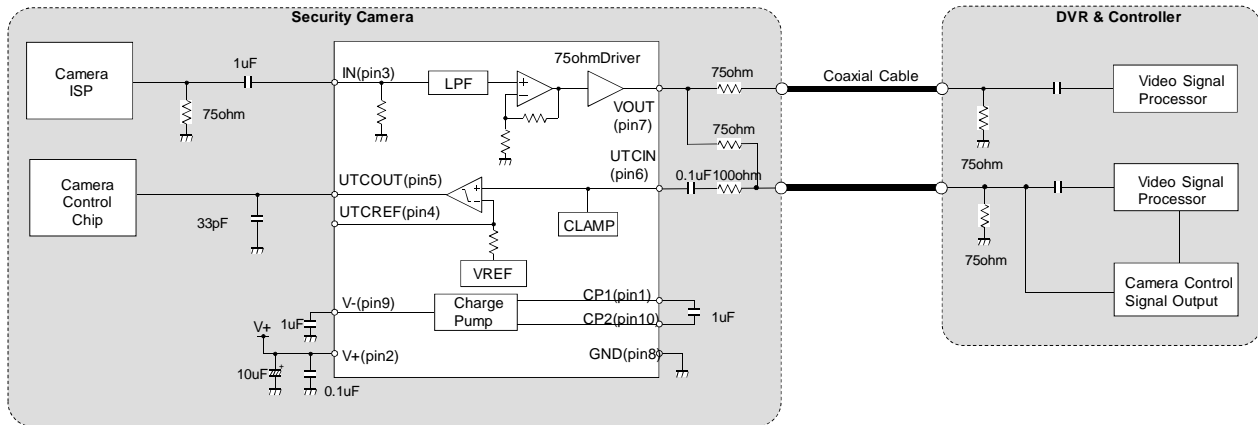 Security Camera
DVR & Controller
Camera
ISP
1uF
75ohm
IN(pin3)
LPF
75ohmDriver
VOUT
(pin7)
75ohm
75ohm
Coaxial Cable
75ohm
Video Signal
Processor
Camera
Control
Chip
33pF
UTCOUT(pin5)
UTCREF(pin4)
VREF
CLAMP
UTCIN
(pin6)
0.1uF
100ohm
75ohm
Video Signal
Processor
Camera Control
Signal Output
V-(pin9)
1uF
Charge
Pump
CP1(pin1)
CP2(pin10)
1uF
V+
V+(pin2)
GND(pin8)
10uF
+
0.1uF